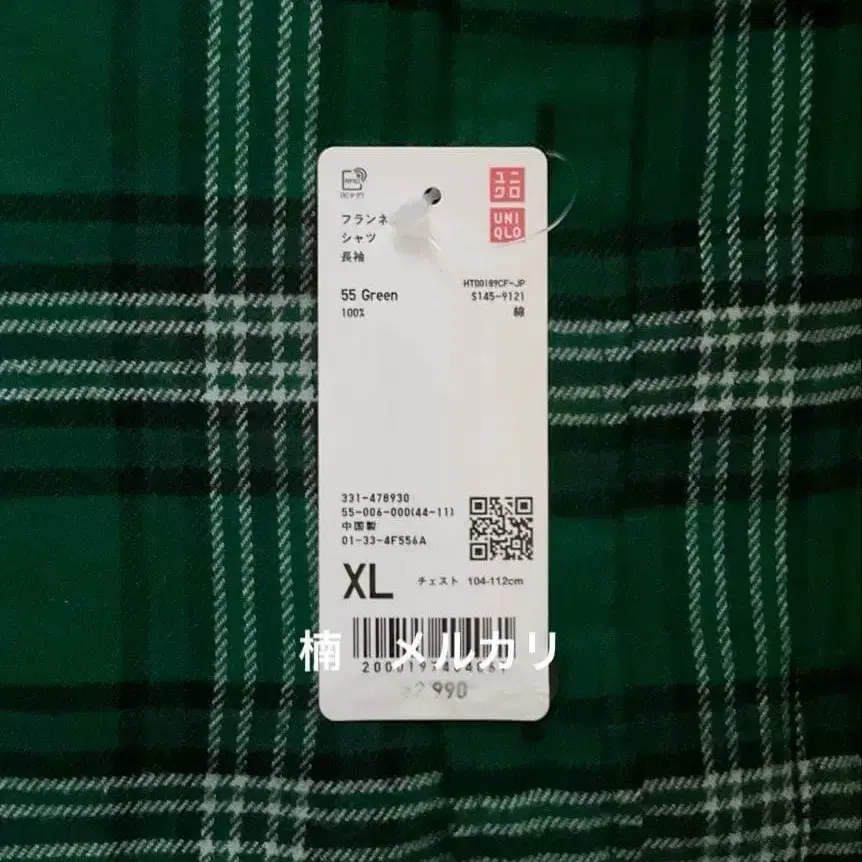 ユニ
クロ
UNI
QLO
フランネ
シャツ
長袖
HT00189CF-JP
55 Green
S145-9121
100%
綿
331-478930
55-006-000(44-11)
中国製
01-33-4F556A
XL
チェスト 104-112cm
楠 メルカリ
990